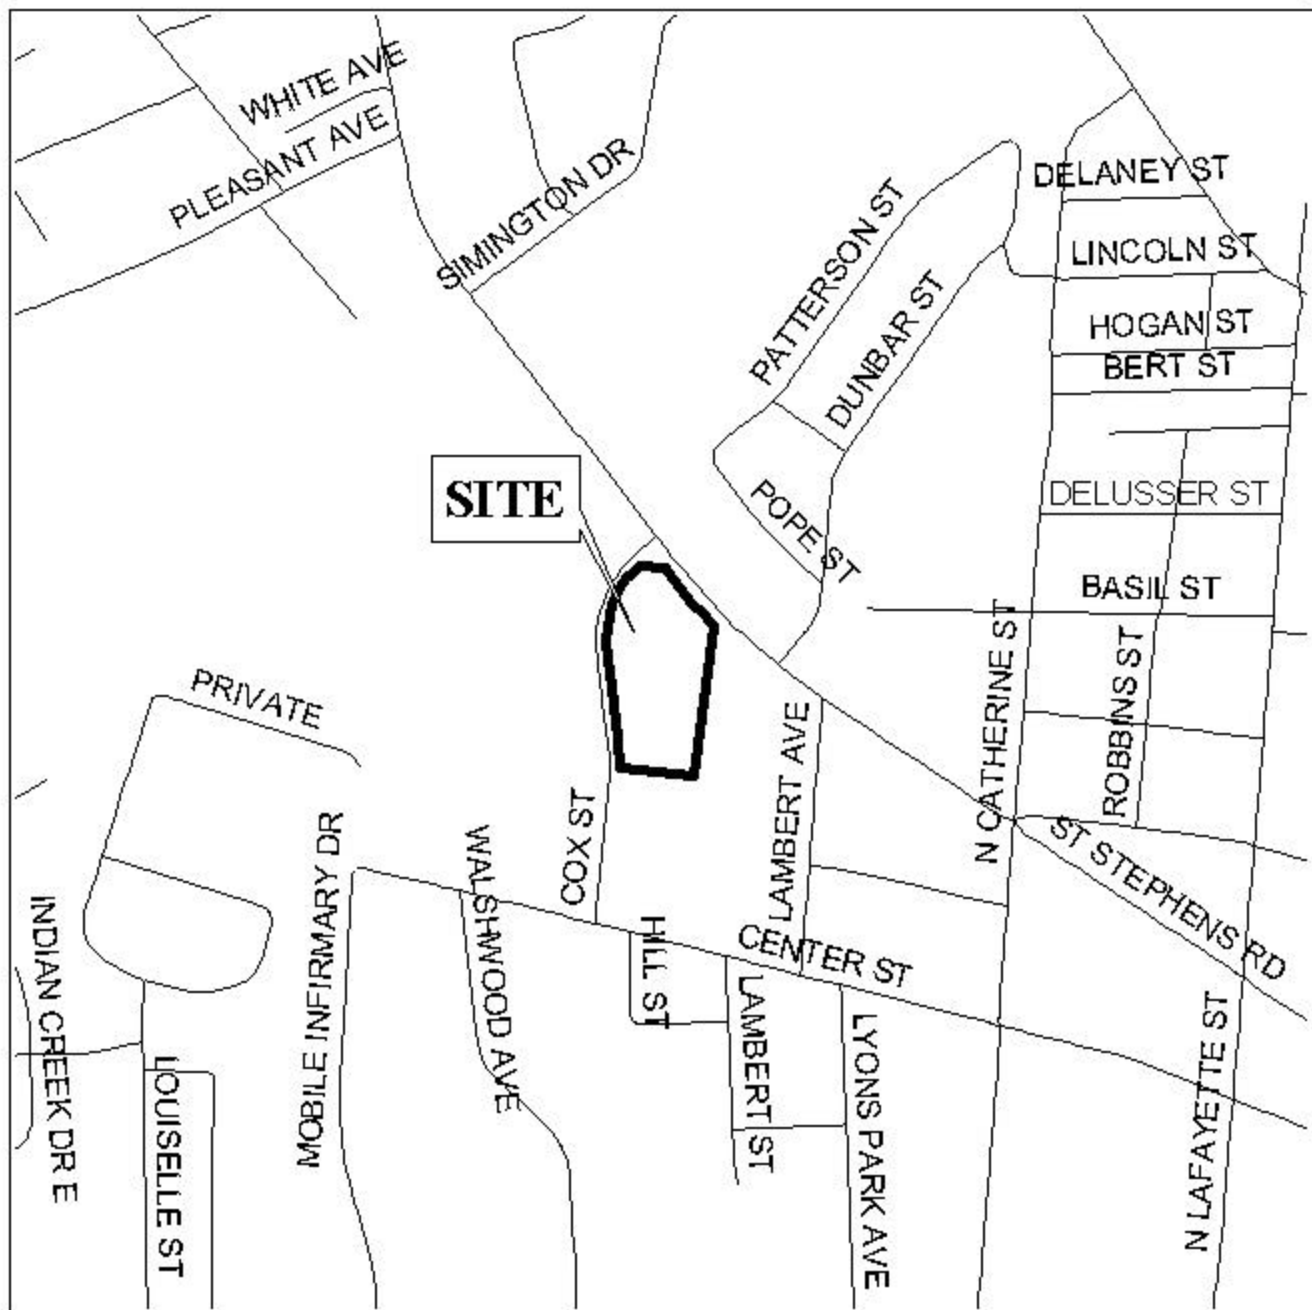 WHITE AVE
PLEASANT AVE
SIMINGTON DR
DELANEY ST
PATTERSON ST
LINCOLN ST
DUNBAR ST
HOGAN ST
BERT ST
SITE
POPE ST
DELUSSER ST
BASIL ST
PRIVATE
N CATHERINE ST
ROBBINS ST
LAMBERT AVE
COX ST
MOBILE INFIRMARY DR
WALSHWOOD AVE
ST STEPHENS RD
INDIAN CREEK DR E
HILL ST
CENTER ST
LOUISELLE ST
LAMBERT ST
LYONS PARK AVE
N LAFAYETTE ST